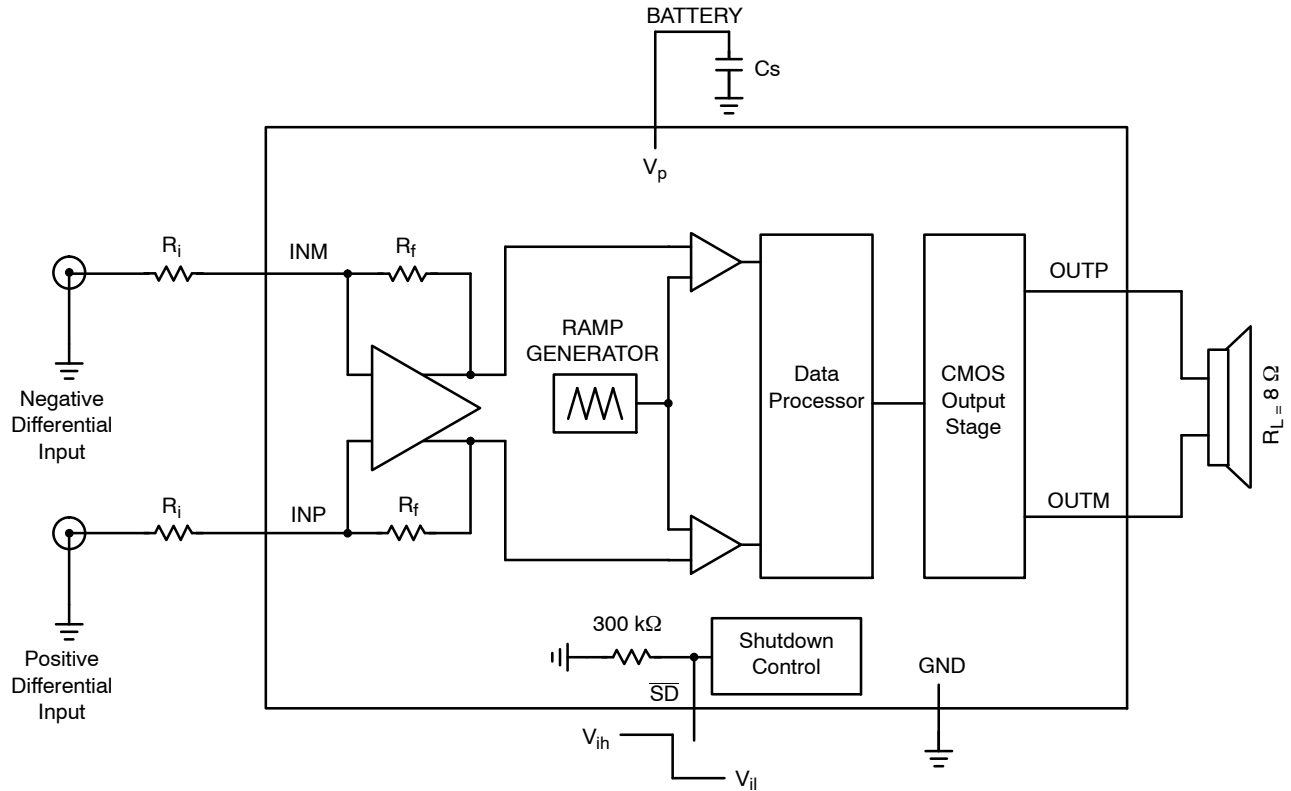 BATTERY
Cs
Vp
Ri
INM
Rf
RAMP
GENERATOR
Data
Processor
CMOS
Output
Stage
OUTP
RL = 8 Ω
Negative
Differential
Input
Ri
INP
Rf
OUTM
Positive
Differential
Input
300 kΩ
Shutdown
Control
SD
GND
Vih
Vil